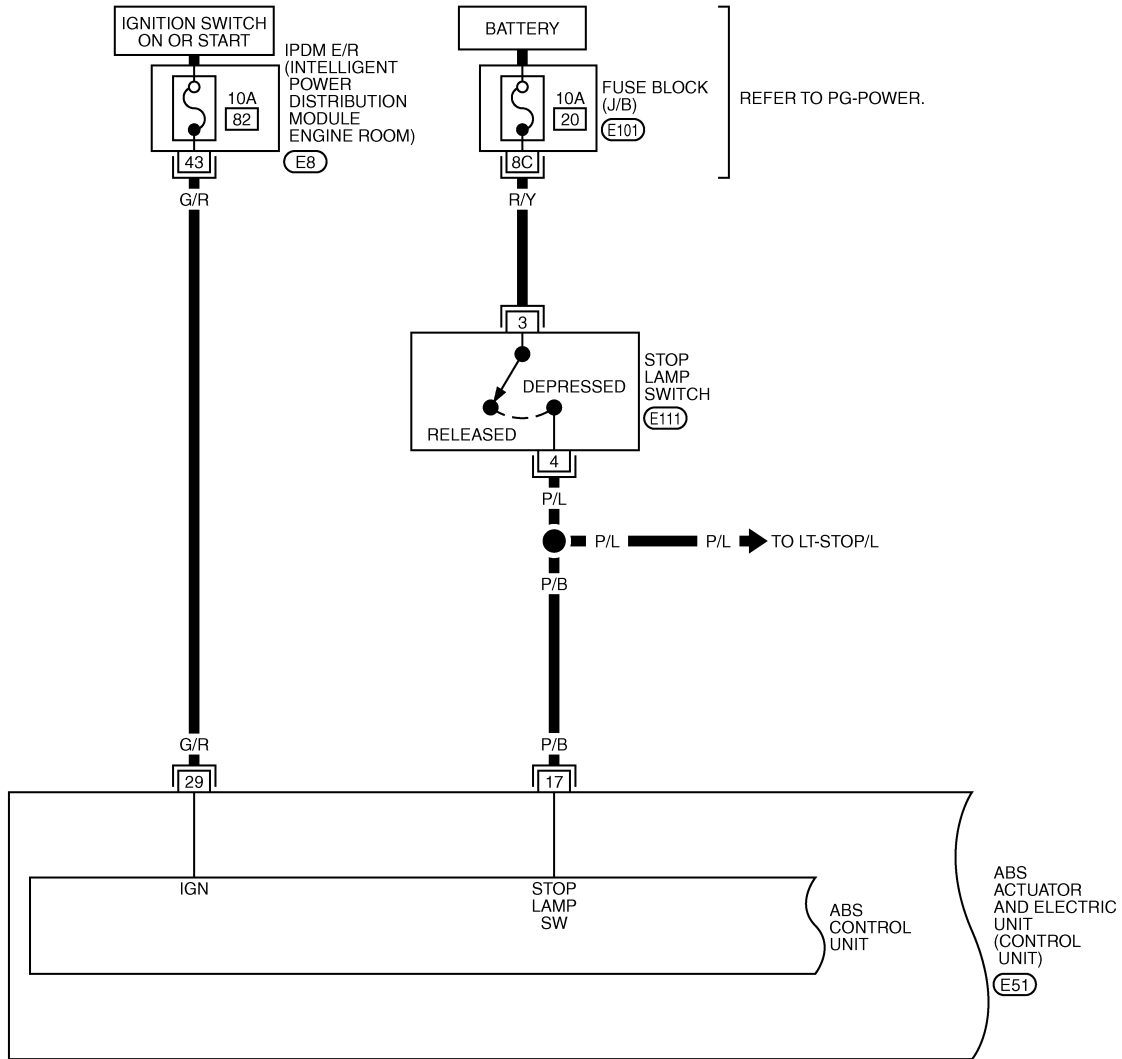 IGNITION SWITCH
ON OR START
BATTERY
IPDM E/R
(INTELLIGENT
POWER
DISTRIBUTION
MODULE
ENGINE ROOM)
E8
10A
82
43
10A
20
8C
FUSE BLOCK
(J/B)
E101
REFER TO PG-POWER.
G/R
R/Y
3
DEPRESSED
RELEASED
STOP
LAMP
SWITCH
E111
4
P/L
P/L
P/L
TO LT-STOP/L
P/B
G/R
P/B
29
17
IGN
STOP
LAMP
SW
ABS
CONTROL
UNIT
ABS
ACTUATOR
AND ELECTRIC
UNIT
(CONTROL
UNIT)
E51